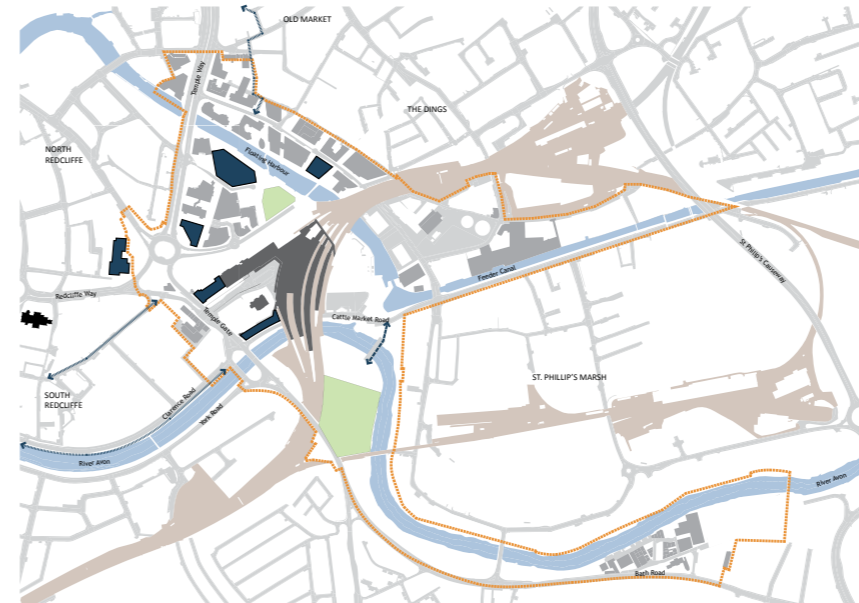 OLD MARKET
Temple Way
THE DINGS
NORTH
REDCLIFFE
Floating Harbour
St Philip's Causeway
Feeder Canal
Redcliffe Way
Temple Gate
Cattle Market Road
ST. PHILLIP'S MARSH
SOUTH
REDCLIFFE
Clarence Road
York Road
River Avon
River Avon
Bath Road